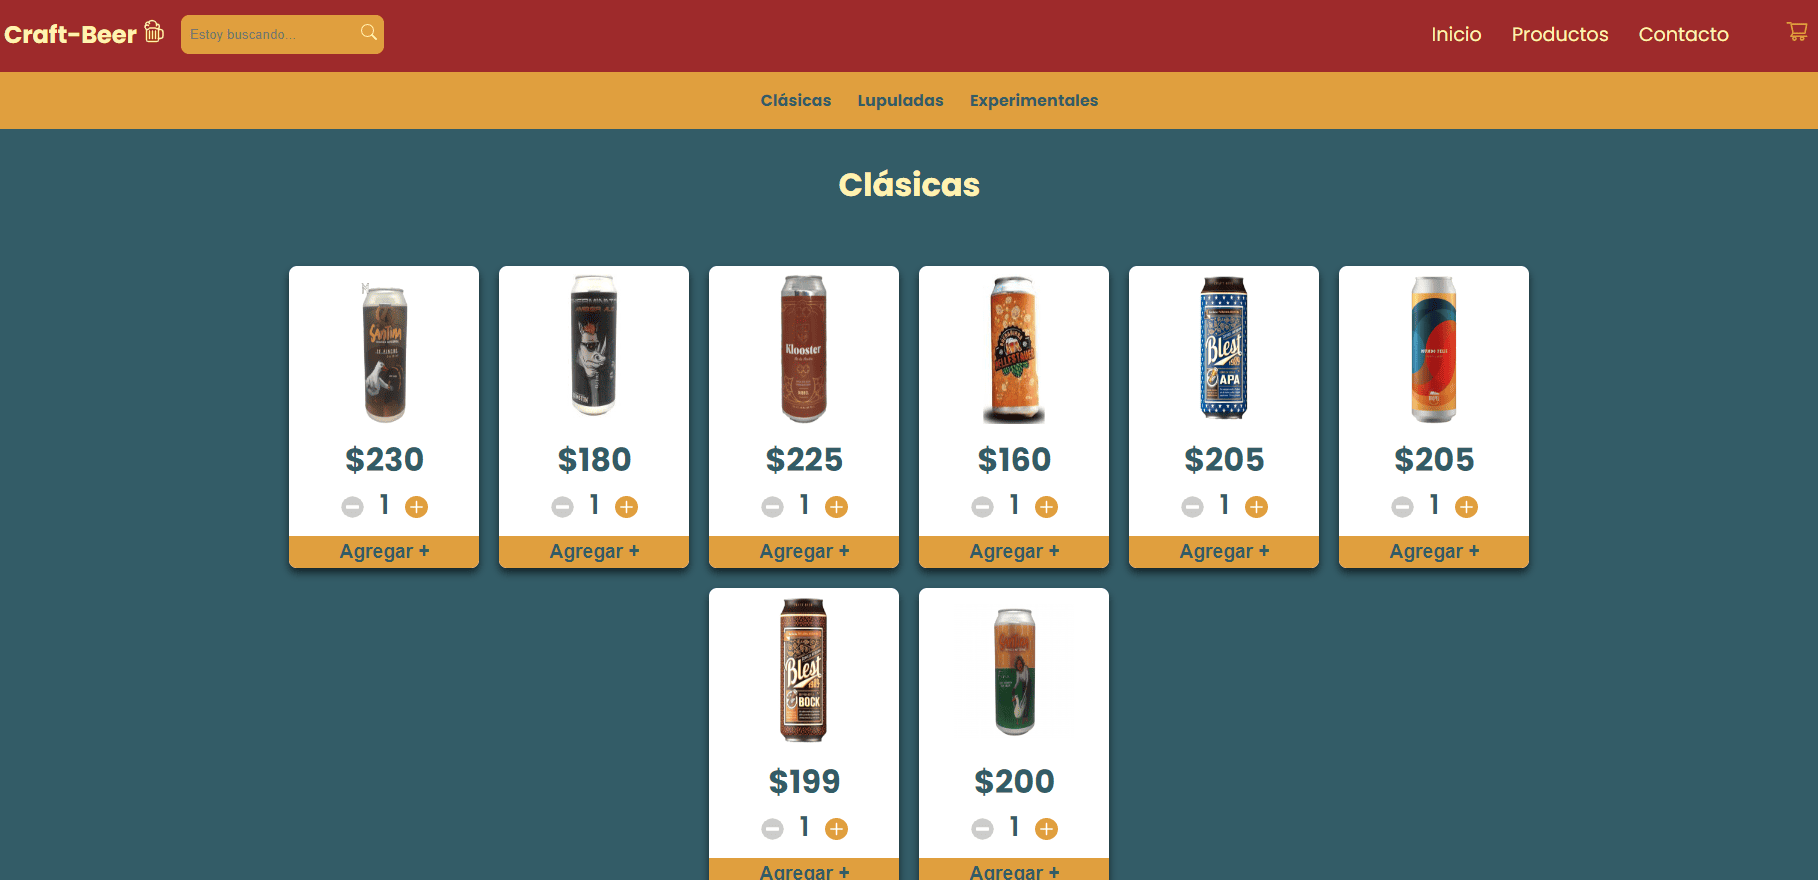 Craft-Beer
Estoy buscando...
Inicio Productos Contacto
Clásicas Lupuladas Experimentales
Clásicas
Santina
Klooster
Blest
APA
$230 $180 $225 $160 $205 $205
1 1 1 1 1 1
Agregar + Agregar + Agregar + Agregar + Agregar + Agregar +
Blest
BOCK
$199 $200
1 1
Agregar + Agregar +